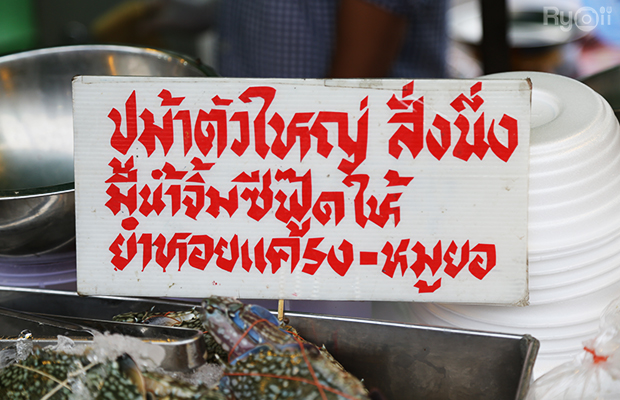 Ryoii
ปูม้าตัวใหญ่ สั่งนึ่ง
มีน้ำจิ้มซีฟู๊ดให้
ยำหอยแครง-หมูยอ